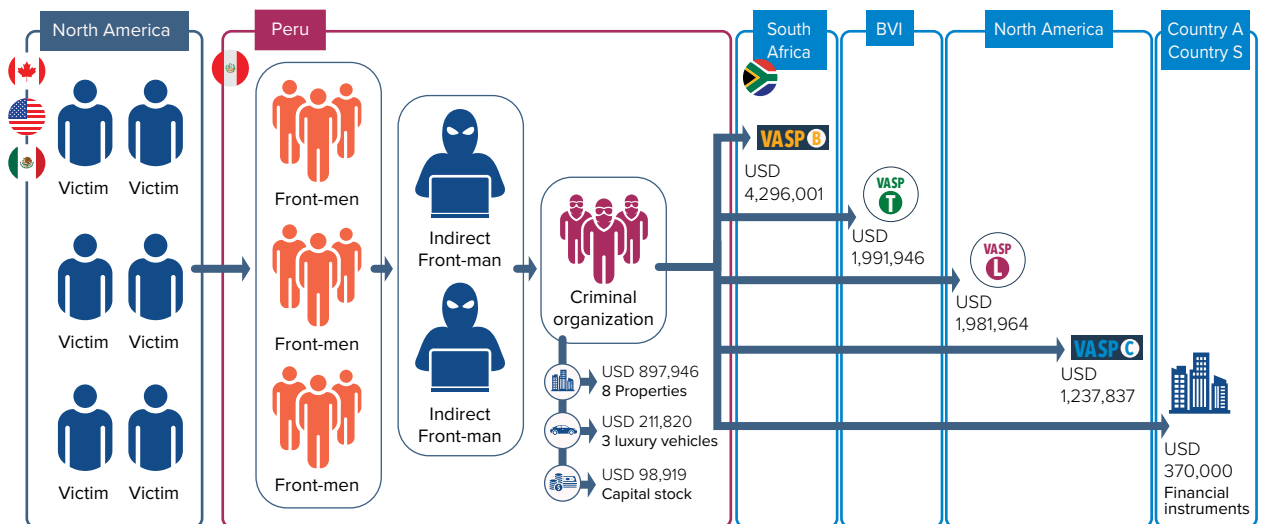 North America
Victim
Victim
Victim
Victim
Victim
Victim
Peru
Front-men
Front-men
Front-men
Indirect
Front-man
Indirect
Front-man
Criminal
organization
USD 897,946
8 Properties
USD 211,820
3 luxury vehicles
USD 98,919
Capital stock
South
Africa
VASP B
USD
4,296,001
BVI
VASP
T
USD
1,991,946
North America
VASP
L
USD
1,981,964
VASP C
USD
1,237,837
Country A
Country S
USD
370,000
Financial
instruments